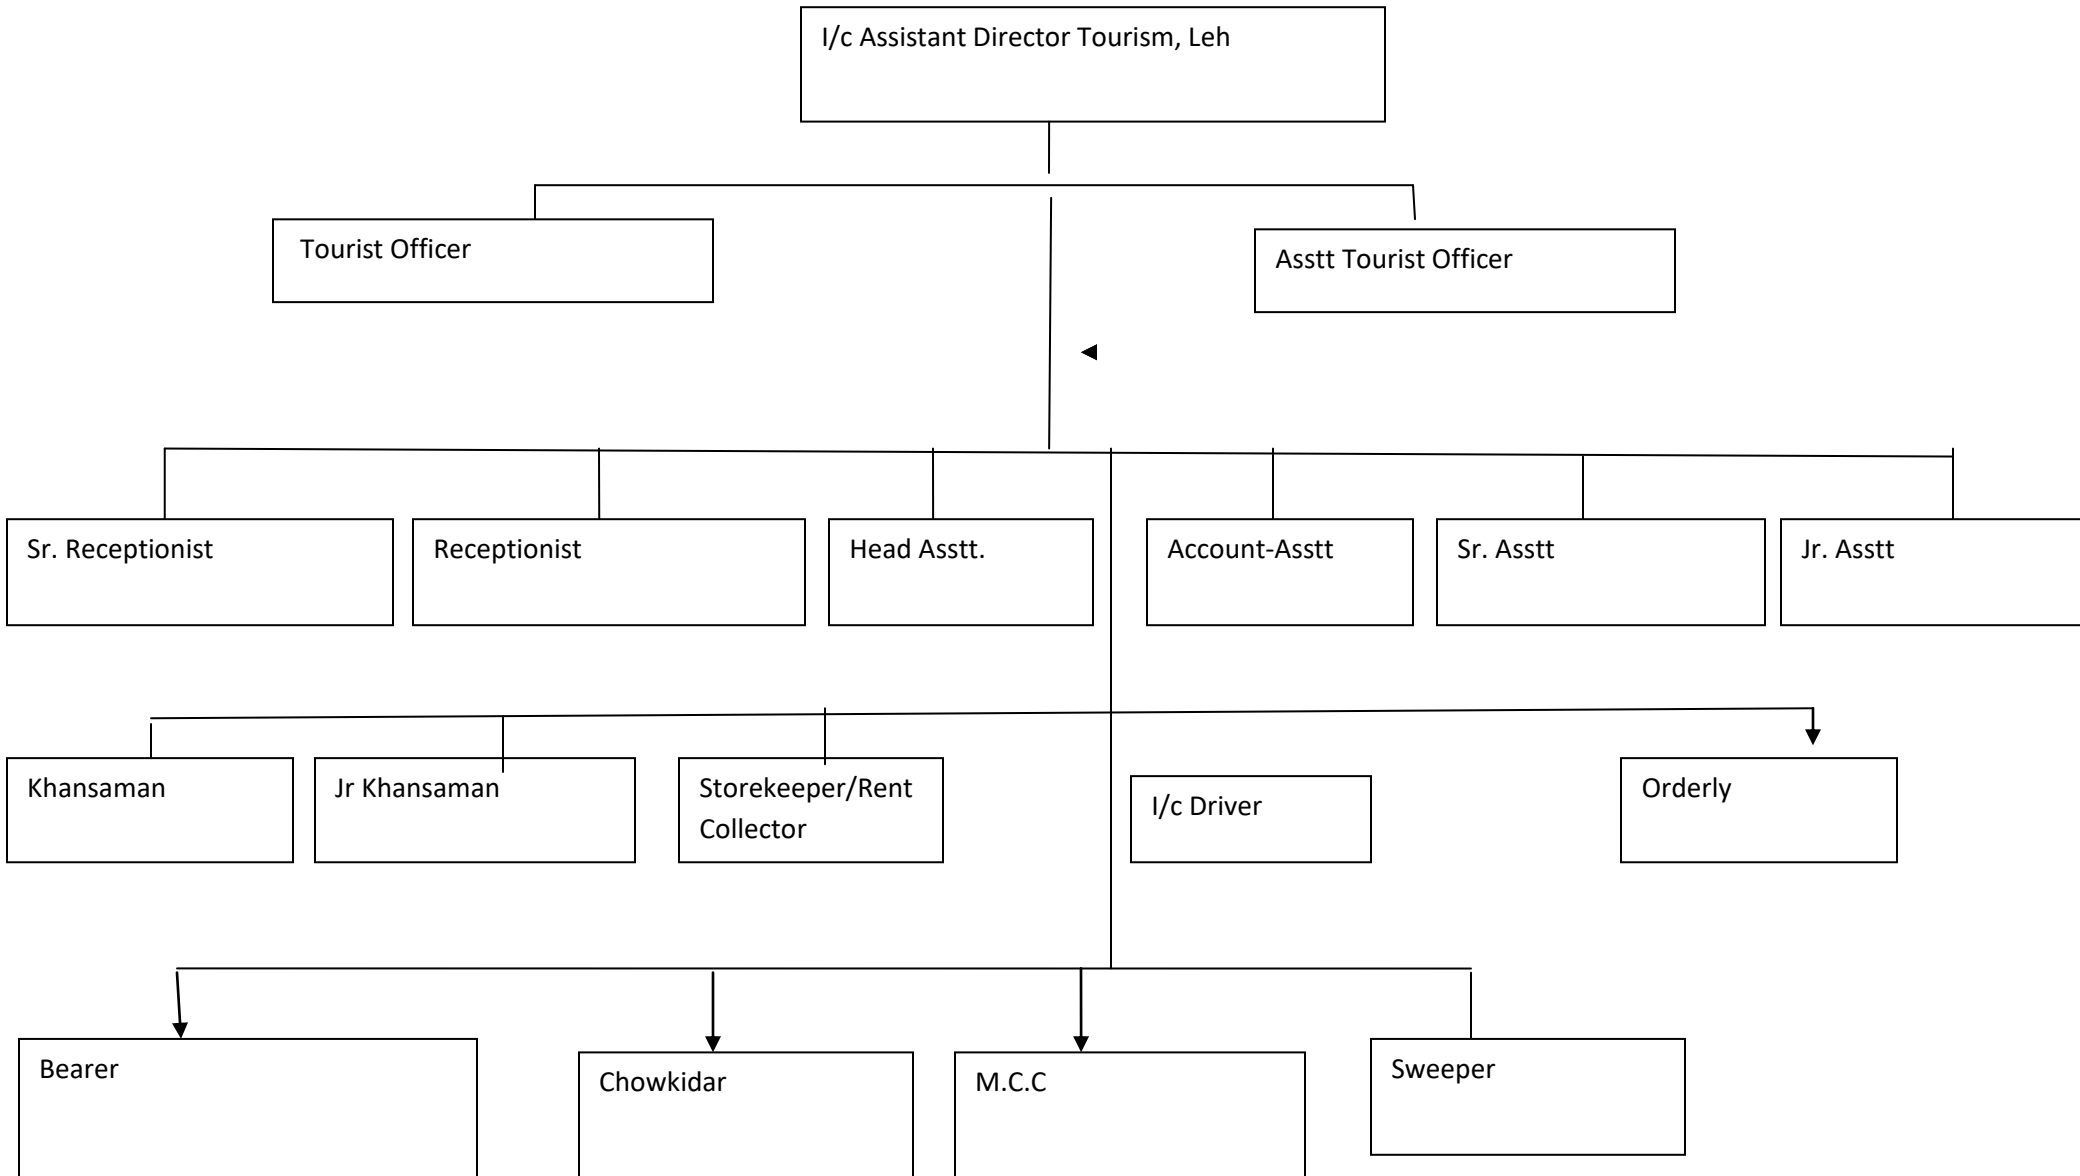 I/c Assistant Director Tourism, Leh
Tourist Officer
Asstt Tourist Officer
Sr. Receptionist
Receptionist
Head Asstt.
Account-Asstt
Sr. Asstt
Jr. Asstt
Khansaman
Jr Khansaman
Storekeeper/Rent
Collector
I/c Driver
Orderly
Bearer
Chowkidar
M.C.C
Sweeper